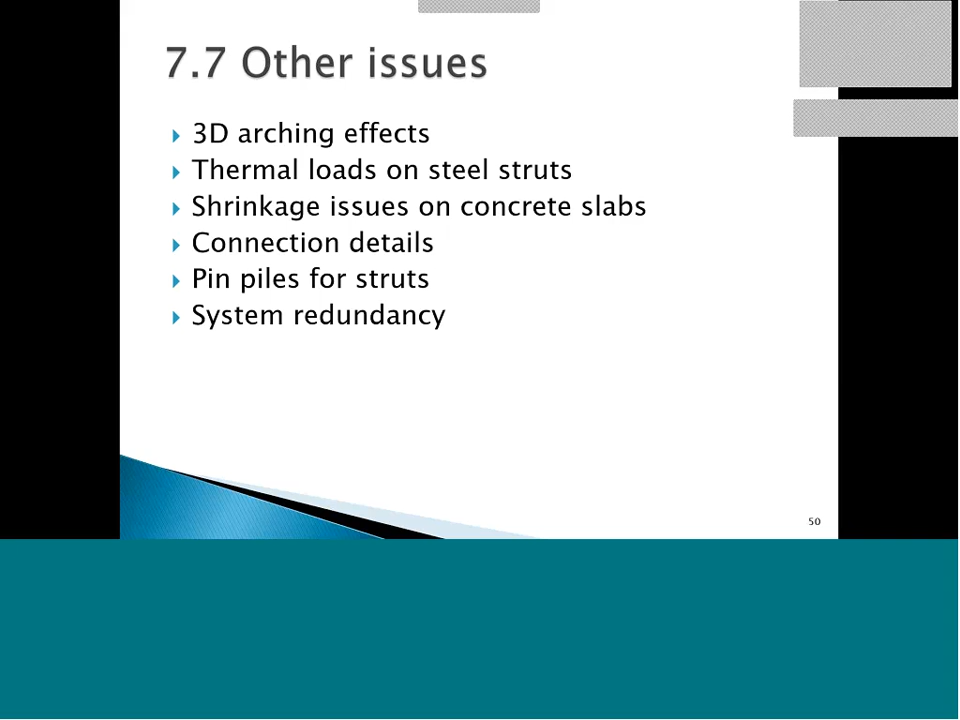 7.7 Other issues
3D arching effects
Thermal loads on steel struts
Shrinkage issues on concrete slabs
Connection details
Pin piles for struts
System redundancy
50